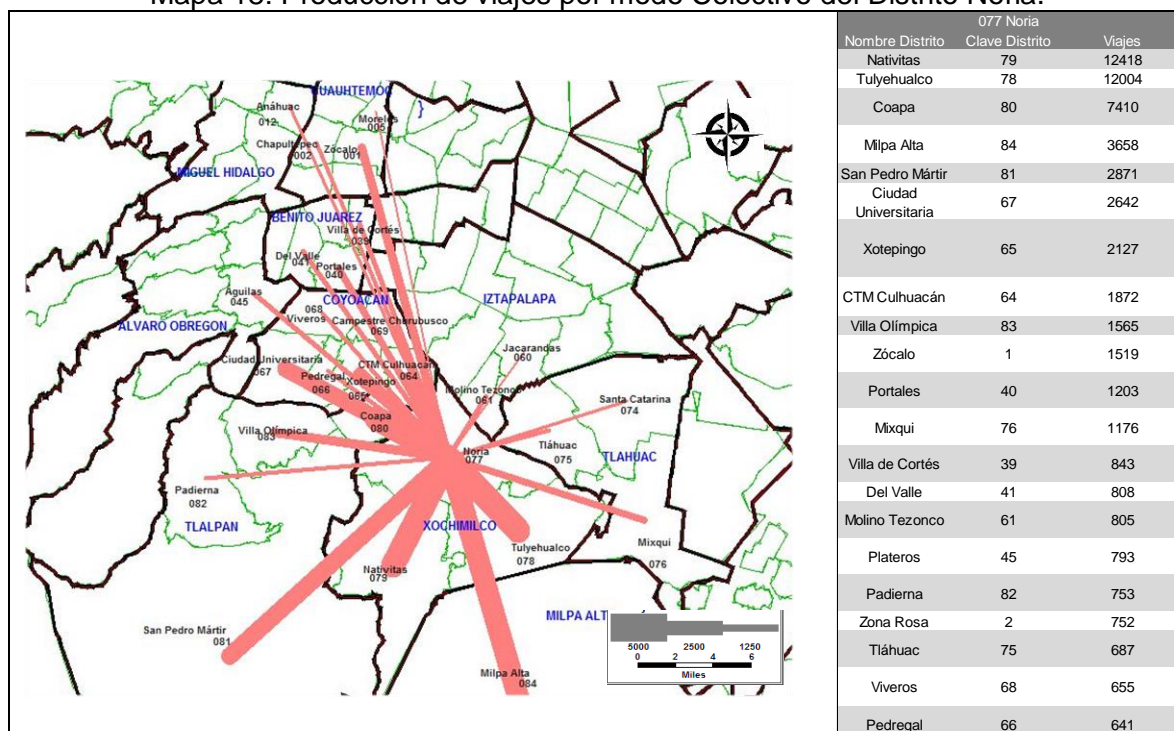 Mapa 15. Producción de viajes por modo Colectivo del Distrito Noria.
CUAUHTEMOC
}
Anáhuac
012
Morelos
005
Chapultepec
002
Zócalo
001
MIGUEL HIDALGO
BENITO JUAREZ
Villa de Cortés
039
Del Valle
041
Portales
040
Aguilas
045
068
Viveros
COYOACAN
IZTAPALAPA
ALVARO OBREGON
Campestre Churubusco
069
Jacarandas
060
Ciudad Universitaria
067
CTM Culhuacán
064
Pedregal
066
Xotepingo
065
Molino Tezonco
061
Santa Catarina
074
Coapa
080
Villa Olímpica
083
Noria
077
Tláhuac
075
TLAHUAC
Padierna
082
TLALPAN
XOCHIMILCO
Tulyehualco
078
Mixqui
076
Nativitas
079
MILPA ALT
San Pedro Mártir
081
Milpa Alta
084
5000 2500 1250
0 2 4 6
Miles
077 Noria
Nombre Distrito Clave Distrito Viajes
Nativitas 79 12418
Tulyehualco 78 12004
Coapa 80 7410
Milpa Alta 84 3658
San Pedro Mártir 81 2871
Ciudad
Universitaria 67 2642
Xotepingo 65 2127
CTM Culhuacán 64 1872
Villa Olímpica 83 1565
Zócalo 1 1519
Portales 40 1203
Mixqui 76 1176
Villa de Cortés 39 843
Del Valle 41 808
Molino Tezonco 61 805
Plateros 45 793
Padierna 82 753
Zona Rosa 2 752
Tláhuac 75 687
Viveros 68 655
Pedregal 66 641